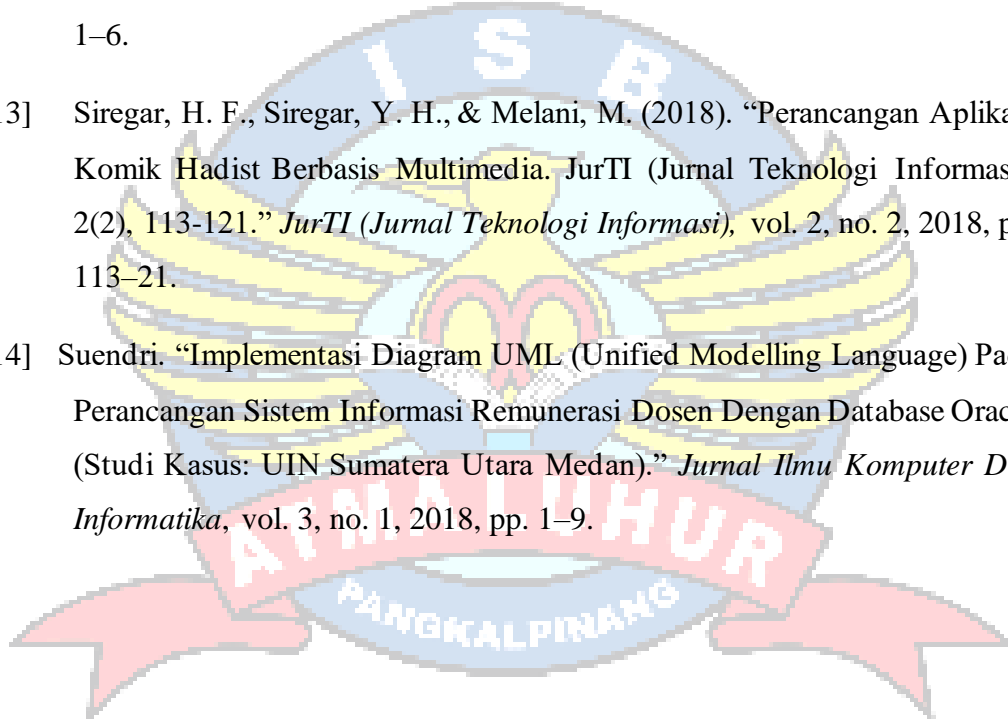 1–6.
13] Siregar, H. F., Siregar, Y. H., & Melani, M. (2018). “Perancangan Aplika
Komik Hadist Berbasis Multimedia. JurTI (Jurnal Teknologi Informas
2(2), 113-121.” JurTI (Jurnal Teknologi Informasi), vol. 2, no. 2, 2018, p
113–21.
14] Suendri. “Implementasi Diagram UML (Unified Modelling Language) Pa
Perancangan Sistem Informasi Remunerasi Dosen Dengan Database Orac
(Studi Kasus: UIN Sumatera Utara Medan).” Jurnal Ilmu Komputer D
Informatika, vol. 3, no. 1, 2018, pp. 1–9.
I S B
ATMA LUHUR
PANGKALPINANG